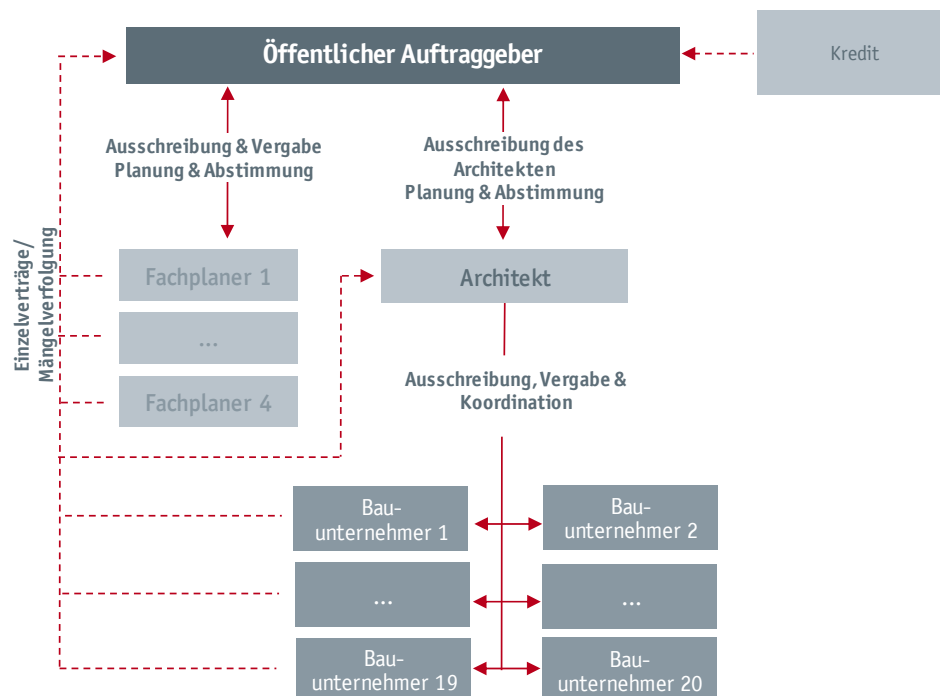 Öffentlicher Auftraggeber
Kredit
Ausschreibung & Vergabe
Planung & Abstimmung
Ausschreibung des
Architekten
Planung & Abstimmung
Einzelverträge/
Mängelverfolgung
Fachplaner 1
...
Fachplaner 4
Architekt
Ausschreibung, Vergabe &
Koordination
Bau-
unternehmer 1
Bau-
unternehmer 2
...
...
Bau-
unternehmer 19
Bau-
unternehmer 20